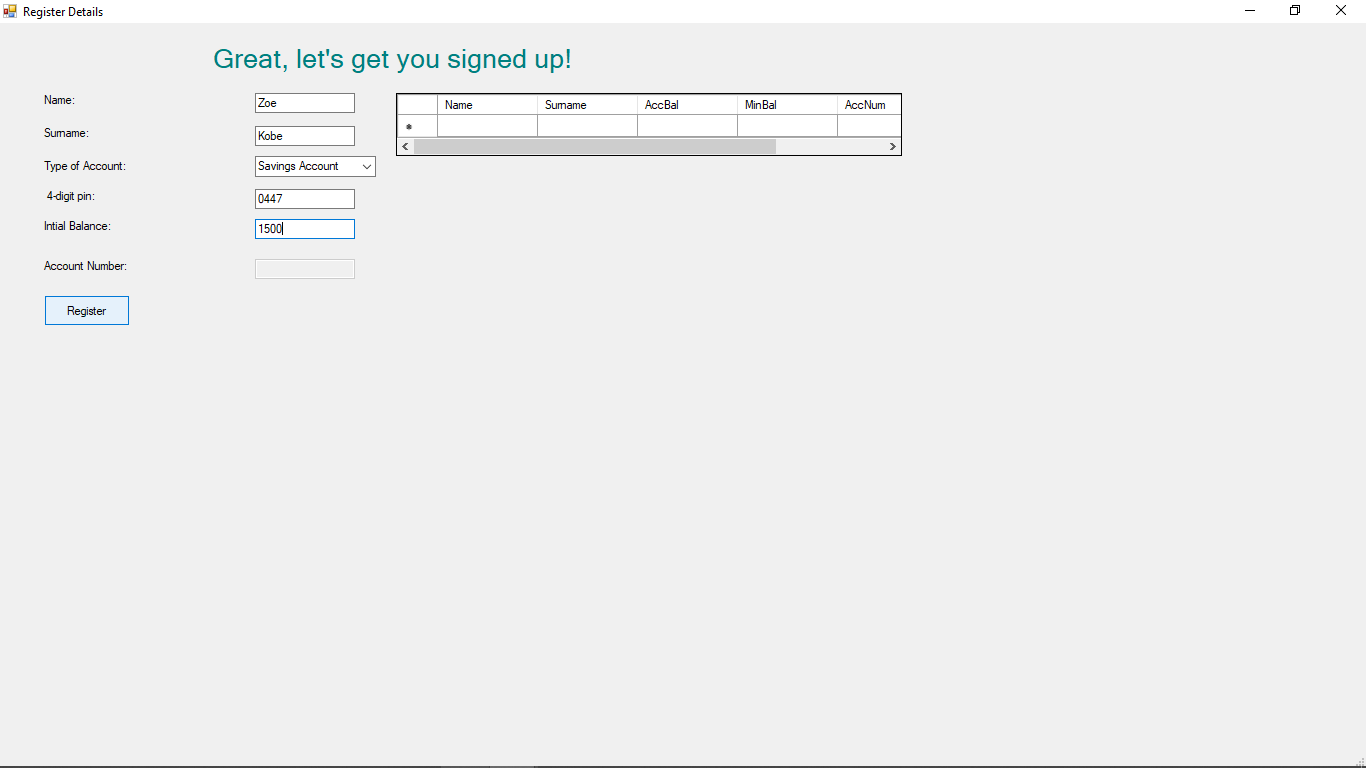 Register Details
Great, let's get you signed up!
Name: Zoe
Surname: Kobe
Type of Account: Savings Account
4-digit pin: 0447
Intial Balance: 1500
Account Number:
Register
Name Surname AccBal MinBal AccNum